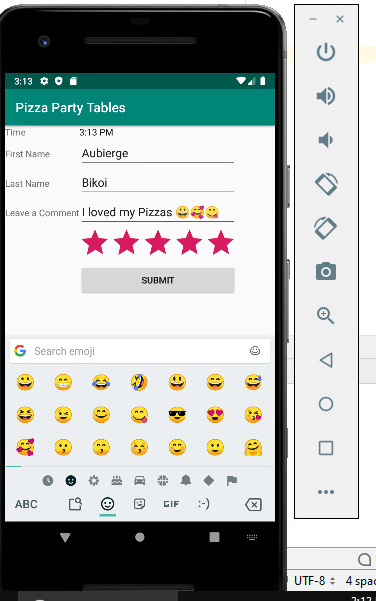 3:13
Pizza Party Tables
Time 3:13 PM
First Name Aubierge
Last Name Bikoi
Leave a Comment I loved my Pizzas 😀🥰😋
SUBMIT
G Search emoji
ABC GIF :-)
UTF-8 4 spac